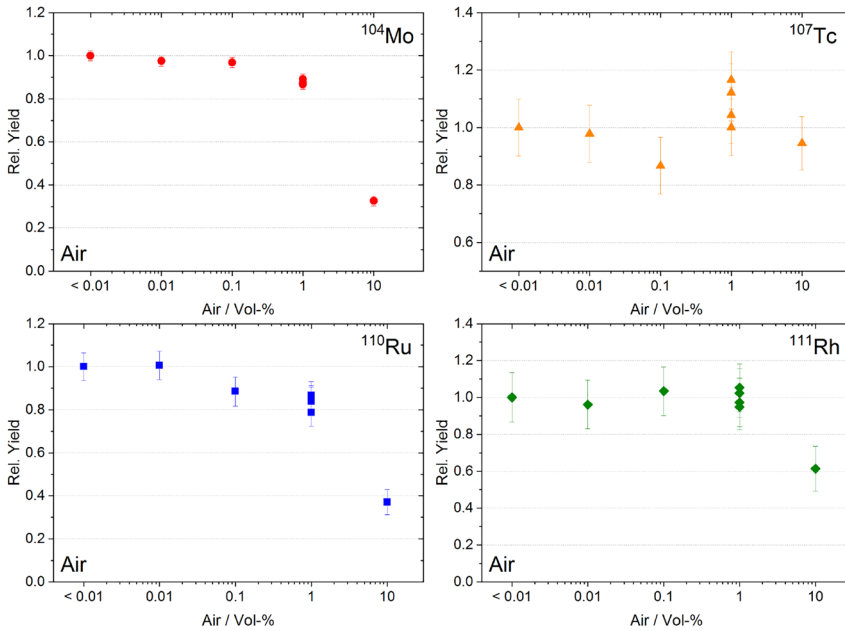 1.2
1.0
0.8
0.6
0.4
0.2
0.0
Rel. Yield
¹⁰⁴Mo
Air
< 0.01
0.01
0.1
1
10
Air / Vol-%
1.4
1.2
1.0
0.8
0.6
Rel. Yield
¹⁰⁷Tc
Air
< 0.01
0.01
0.1
1
10
Air / Vol-%
1.2
1.0
0.8
0.6
0.4
0.2
0.0
Rel. Yield
¹¹⁰Ru
Air
< 0.01
0.01
0.1
1
10
Air / Vol-%
1.4
1.2
1.0
0.8
0.6
0.4
0.2
0.0
Rel. Yield
¹¹¹Rh
Air
< 0.01
0.01
0.1
1
10
Air / Vol-%